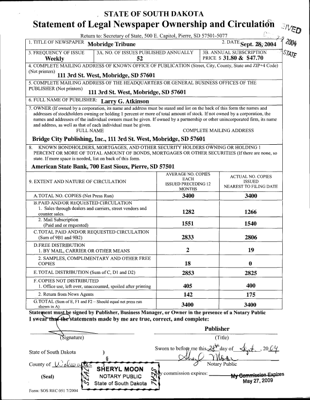 STATE OF SOUTH DAKOTA
Statement of Legal Newspaper Ownership and Circulation
Return to: Secretary of State, 500 E. Capitol, Pierre, SD 57501-5077
1. TITLE OF NEWSPAPER Mobridge Tribune 2. DATE Sept. 28, 2004
3. FREQUENCY OF ISSUE Weekly
3A. NO. OF ISSUES PUBLISHED ANNUALLY 52
3B. ANNUAL SUBSCRIPTION PRICE $ 31.80 & $47.70
4. COMPLETE MAILING ADDRESS OF KNOWN OFFICE OF PUBLICATION (Street, City, County, State and ZIP+4 Code)
(Not printers)
111 3rd St. West, Mobridge, SD 57601
5. COMPLETE MAILING ADDRESS OF THE HEADQUARTERS OR GENERAL BUSINESS OFFICES OF THE
PUBLISHER (Not printers)
111 3rd St. West, Mobridge, SD 57601
6. FULL NAME OF PUBLISHER: Larry G. Atkinson
7. OWNER (If owned by a corporation, its name and address must be stated and listed on the back of this form the names and
addresses of stockholders owning or holding 1 percent or more of total amount of stock. If not owned by a corporation, the
names and addresses of the individual owners must be given. If owned by a partnership or other unincorporated firm, its name
and address, as well as that of each individual must be given.
FULL NAME COMPLETE MAILING ADDRESS
Bridge City Publishing, Inc., 111 3rd St. West, Mobridge, SD 57601
8. KNOWN BONDHOLDERS, MORTGAGES, AND OTHER SECURITY HOLDERS OWNING OR HOLDING 1
PERCENT OR MORE OF TOTAL AMOUNT OF BONDS, MORTGAGES OR OTHER SECURITIES (If there are none, so
state. If more space is needed, list on back of this form.
American State Bank, 700 East Sioux, Pierre, SD 57501
9. EXTENT AND NATURE OF CIRCULATION
AVERAGE NO. COPIES EACH ISSUED PRECEDING 12 MONTHS
ACTUAL NO. COPIES ISSUED NEAREST TO FILING DATE
A. TOTAL NO. COPIES (Net Press Run) 3400 3400
B. PAID AND/OR REQUESTED CIRCULATION
1. Sales through dealers and carriers, street vendors and
counter sales. 1282 1266
2. Mail Subscription
(Paid and or requested) 1551 1540
C. TOTAL PAID AND/OR REQUESTED CIRCULATION
(Sum of 9B1 and 9B2) 2833 2806
D. FREE DISTRIBUTION
1. BY MAIL, CARRIER OR OTHER MEANS 2 19
2. SAMPLES, COMPLIMENTARY AND OTHER FREE
COPIES 18 0
E. TOTAL DISTRIBUTION (Sum of C, D1 and D2) 2853 2825
F. COPIES NOT DISTRIBUTED
1. Office use, left over, unaccounted, spoiled after printing 405 400
2. Return from News Agents 142 175
G. TOTAL (Sum of E, F1 and F2 - Should equal net press run
shown in A) 3400 3400
Statement must be signed by Publisher, Business Manager, or Owner in the presence of a Notary Public
I swear that the statements made by me are true, correct, and complete:
Publisher
(Signature) (Title)
State of South Dakota
Sworn to before me this 28th day of Sept. 2004
County of Walworth
Notary Public
(Seal)
SHERYL MOON
NOTARY PUBLIC
State of South Dakota
commission expires: My Commission Expires
May 27, 2009